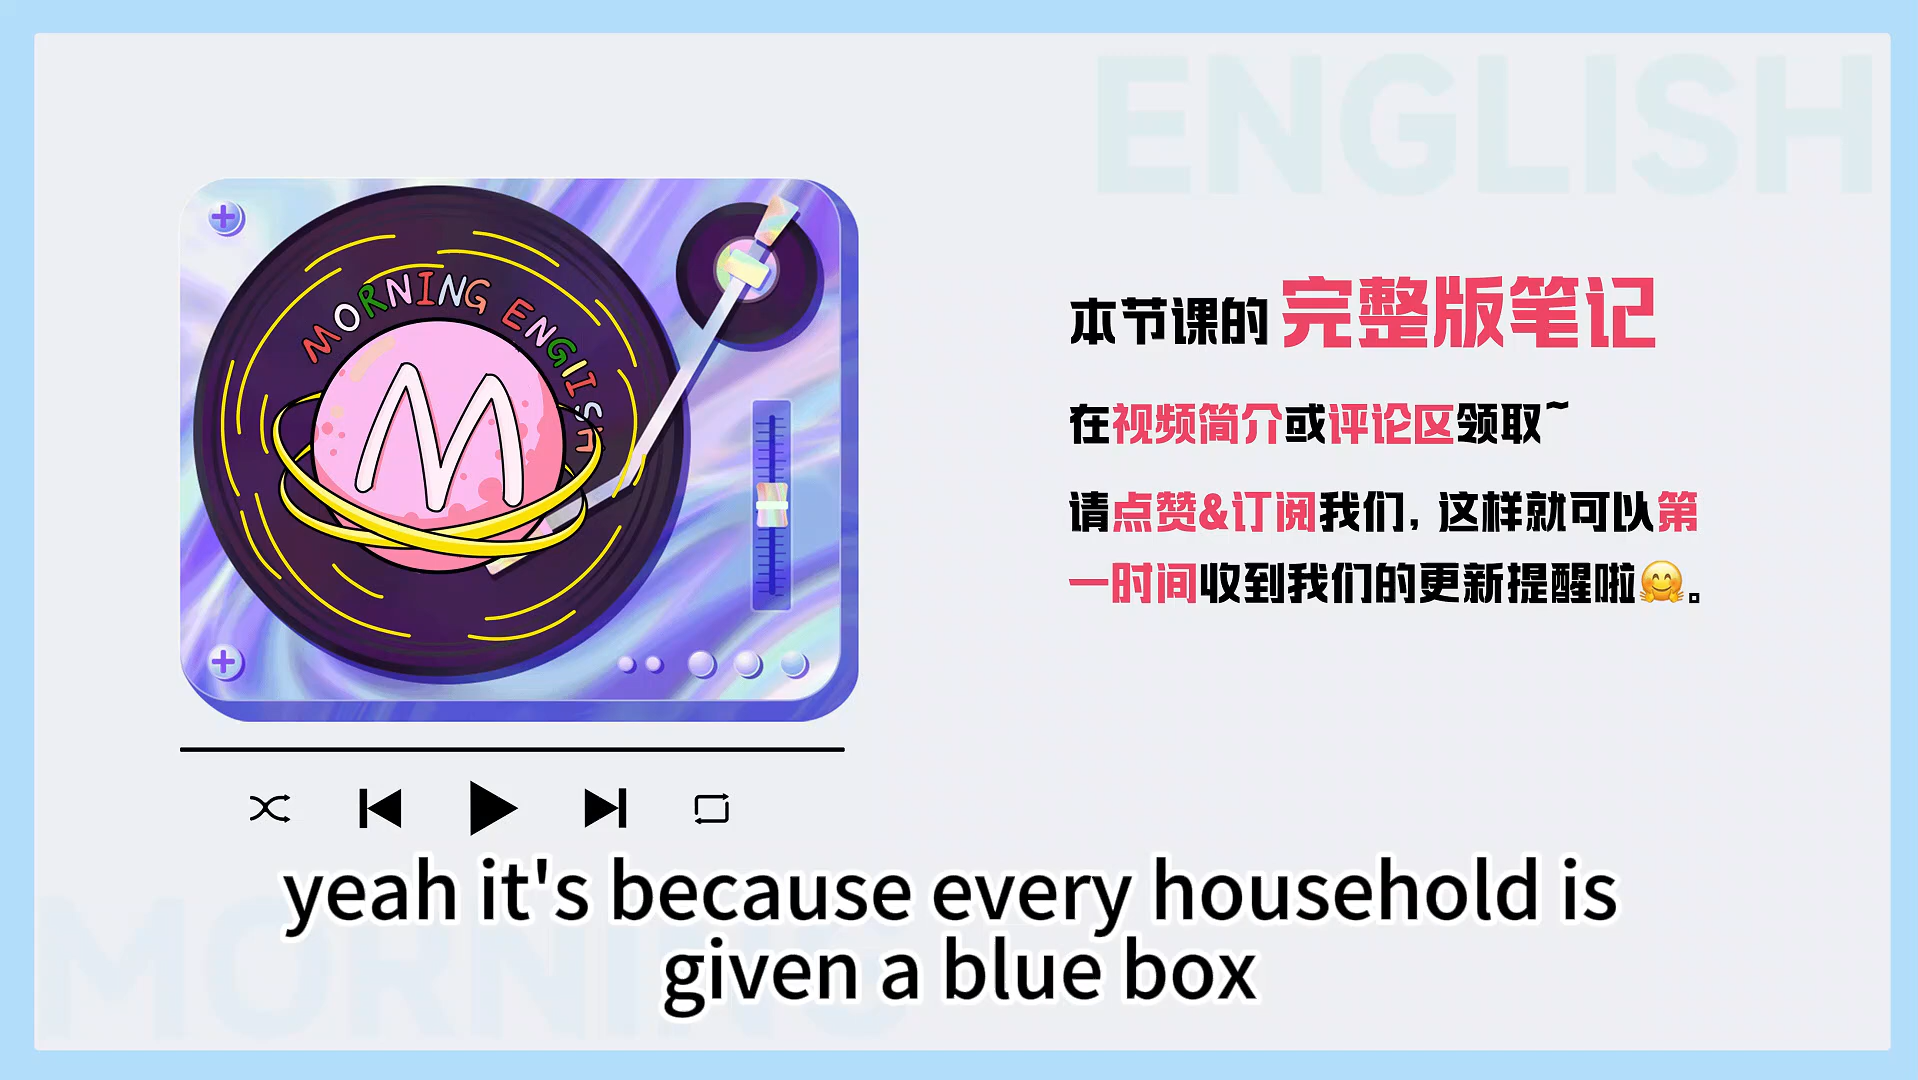 ENGLISH
MORNING ENGLISH
M
本节课的 完整版笔记
在视频简介或评论区领取~
请点赞&订阅我们, 这样就可以第
一时间收到我们的更新提醒啦🤗。
MORNING
yeah it's because every household is
given a blue box